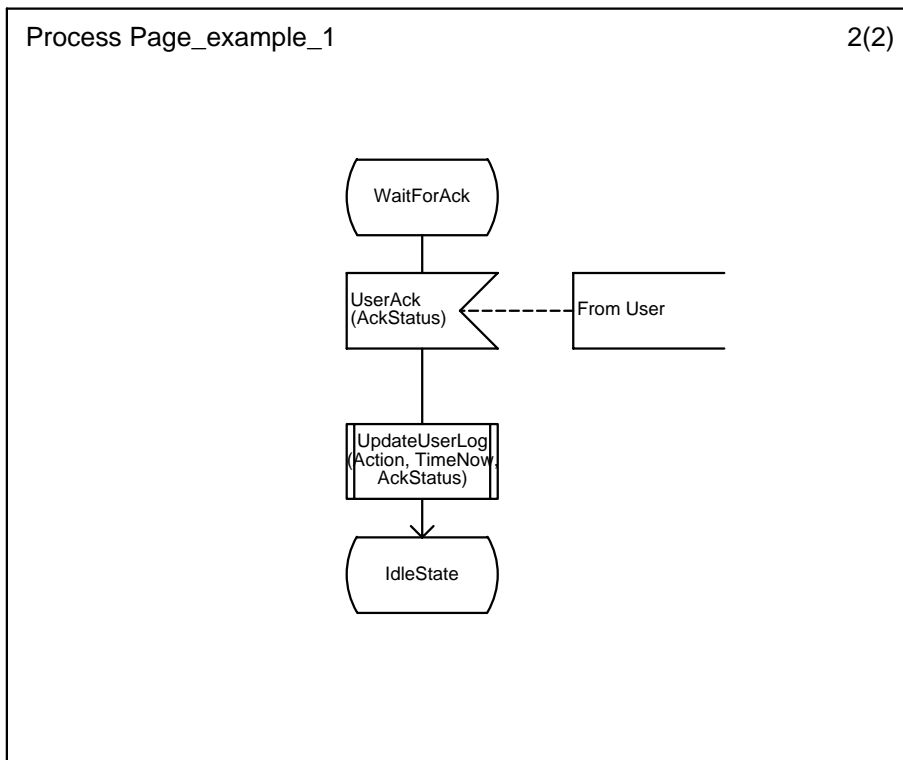 Process Page_example_1
2(2)
WaitForAck
UserAck
(AckStatus)
From User
UpdateUserLog
(Action, TimeNow,
AckStatus)
IdleState